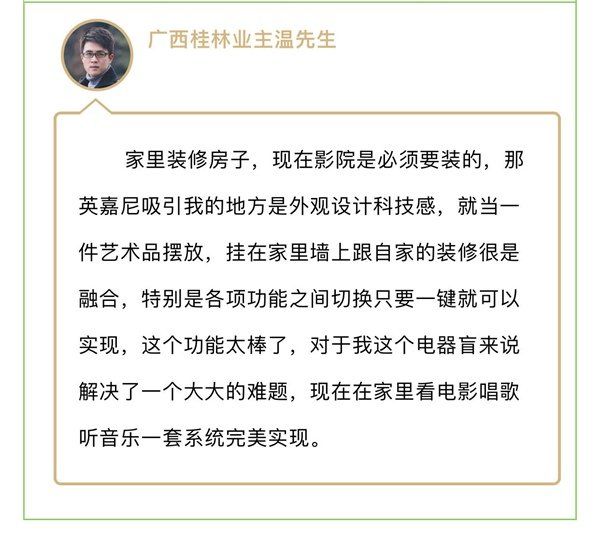 广西桂林业主温先生
家里装修房子，现在影院是必须要装的，那
英嘉尼吸引我的地方是外观设计科技感，就当一
件艺术品摆放，挂在家里墙上跟自家的装修很是
融合，特别是各项功能之间切换只要一键就可以
实现，这个功能太棒了，对于我这个电器盲来说
解决了一个大大的难题，现在在家里看电影唱歌
听音乐一套系统完美实现。